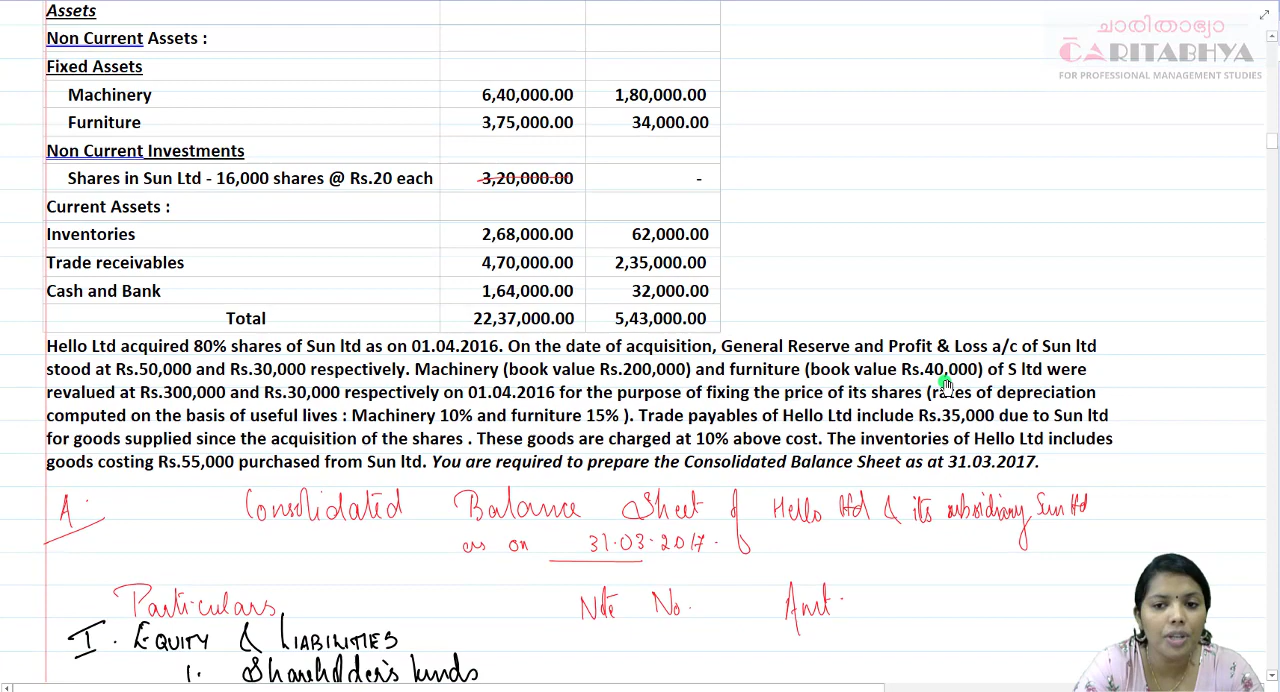 Assets
ചാരിതാഭ്യാ
Non Current Assets :
CARITABHYA
Fixed Assets
FOR PROFESSIONAL MANAGEMENT STUDIES
Machinery 6,40,000.00 1,80,000.00
Furniture 3,75,000.00 34,000.00
Non Current Investments
Shares in Sun Ltd - 16,000 shares @ Rs.20 each 3,20,000.00 -
Current Assets :
Inventories 2,68,000.00 62,000.00
Trade receivables 4,70,000.00 2,35,000.00
Cash and Bank 1,64,000.00 32,000.00
Total 22,37,000.00 5,43,000.00
Hello Ltd acquired 80% shares of Sun ltd as on 01.04.2016. On the date of acquisition, General Reserve and Profit & Loss a/c of Sun ltd
stood at Rs.50,000 and Rs.30,000 respectively. Machinery (book value Rs.200,000) and furniture (book value Rs.40,000) of S ltd were
revalued at Rs.300,000 and Rs.30,000 respectively on 01.04.2016 for the purpose of fixing the price of its shares (rates of depreciation
computed on the basis of useful lives : Machinery 10% and furniture 15% ). Trade payables of Hello Ltd include Rs.35,000 due to Sun ltd
for goods supplied since the acquisition of the shares . These goods are charged at 10% above cost. The inventories of Hello Ltd includes
goods costing Rs.55,000 purchased from Sun ltd. You are required to prepare the Consolidated Balance Sheet as at 31.03.2017.
A. Consolidated Balance Sheet of Hello ltd & its subsidiary Sun ltd
as on 31.03.2017.
Particulars Note No. Amt.
I. EQUITY & LIABILITIES
1. Shareholder's funds